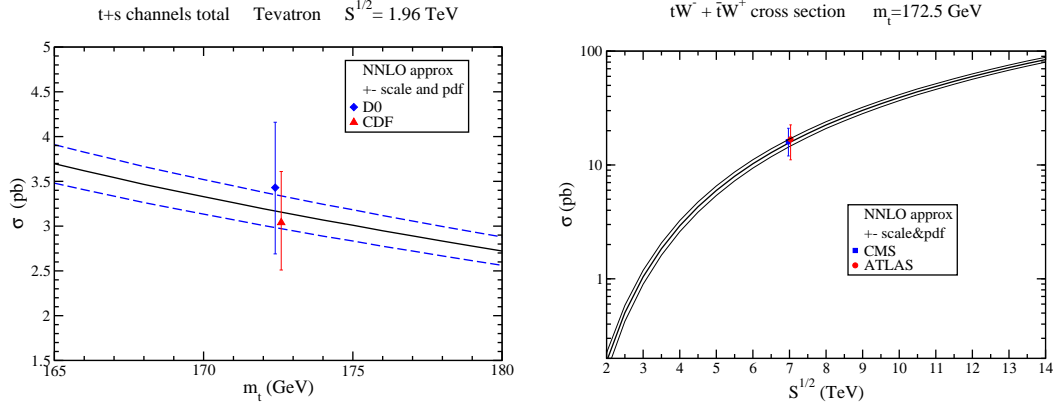 t+s channels total Tevatron S^1/2 = 1.96 TeV
5
4.5
4
3.5
3
2.5
2
1.5
σ (pb)
NNLO approx
+- scale and pdf
D0
CDF
165 170 175 180
m_t (GeV)
tW^- + t̄W^+ cross section m_t=172.5 GeV
100
10
1
σ (pb)
NNLO approx
+- scale&pdf
CMS
ATLAS
2 3 4 5 6 7 8 9 10 11 12 13 14
S^1/2 (TeV)